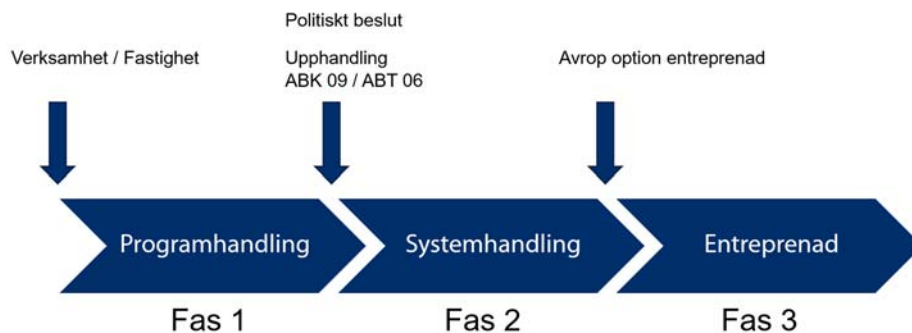 Politiskt beslut
Verksamhet / Fastighet
Upphandling
ABK 09 / ABT 06
Avrop option entreprenad
Programhandling
Systemhandling
Entreprenad
Fas 1
Fas 2
Fas 3